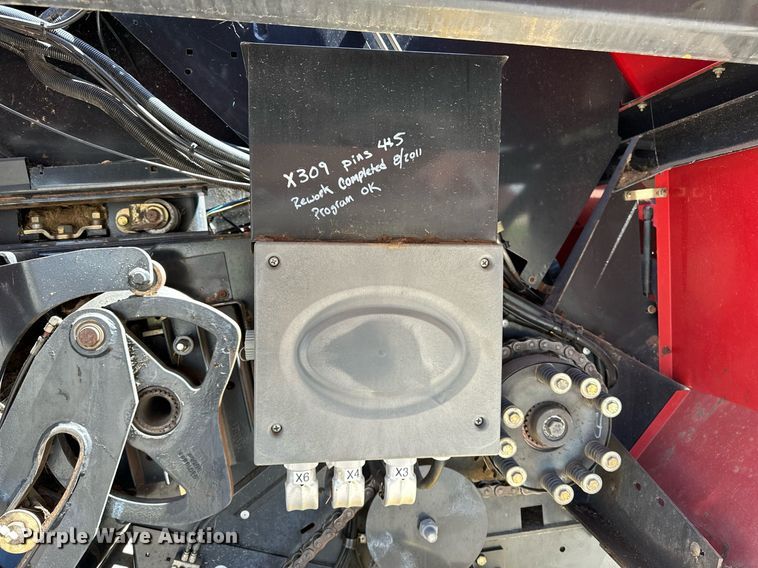 X309 pins 4&5
Rework Completed 8/2011
Program OK
X6 X4 X3
Purple Wave Auction